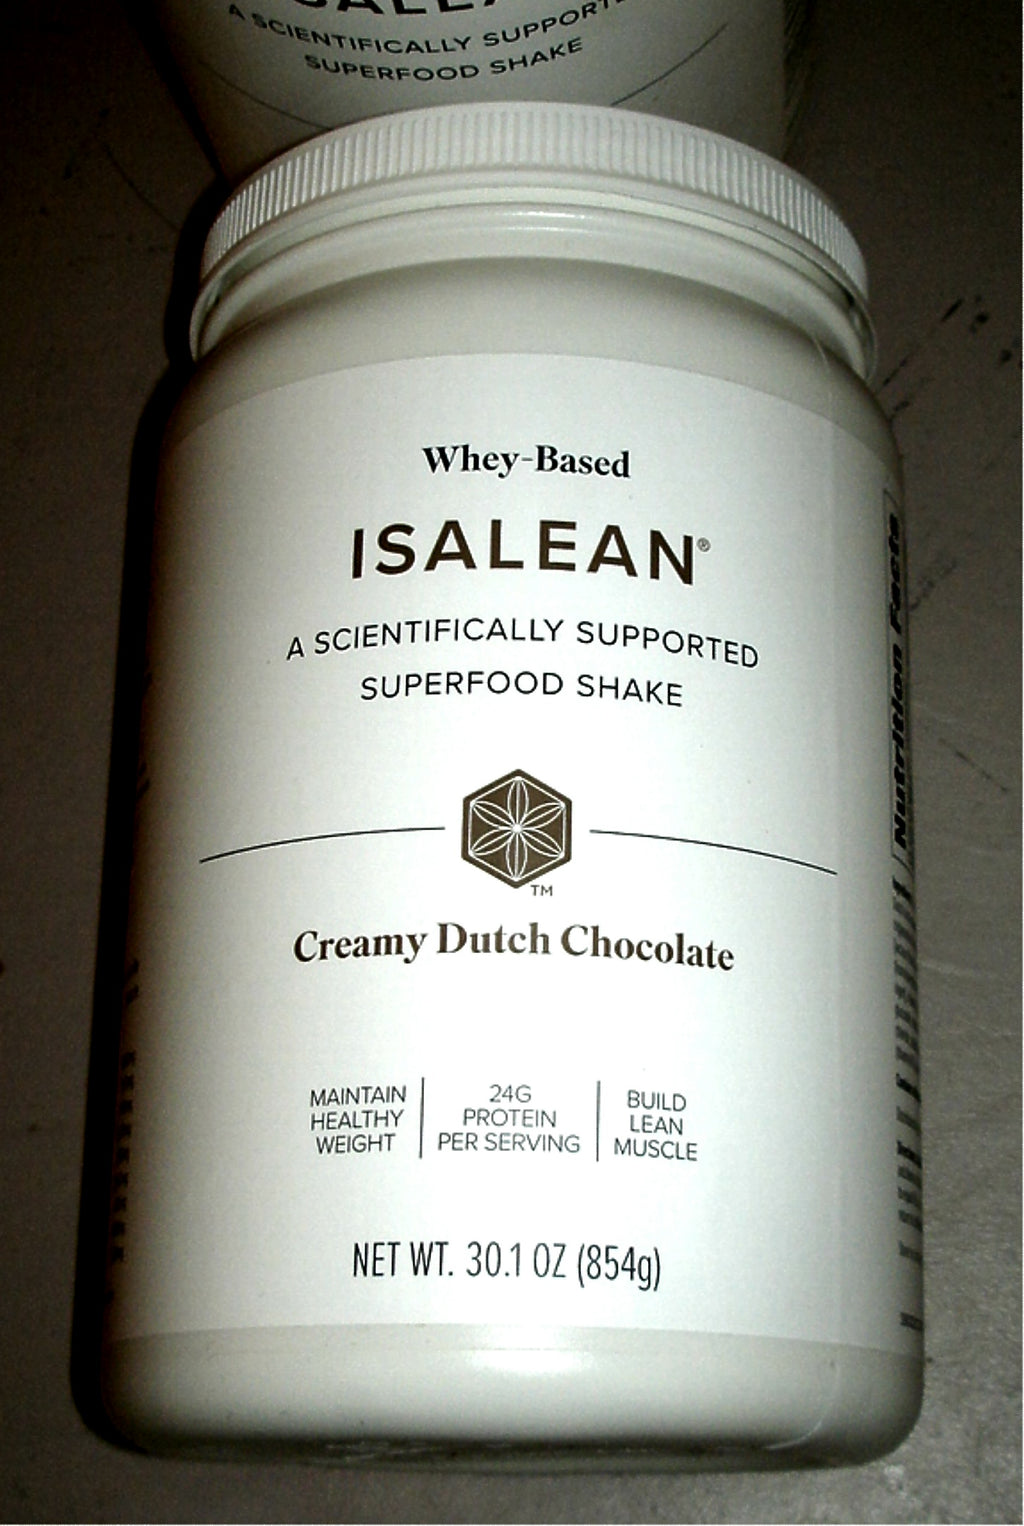 A SCIENTIFICALLY
SUPERFOOD SHAKE
Whey-Based
ISALEAN®
A SCIENTIFICALLY SUPPORTED
SUPERFOOD SHAKE
TM
Creamy Dutch Chocolate
MAINTAIN
HEALTHY
WEIGHT
24G
PROTEIN
PER SERVING
BUILD
LEAN
MUSCLE
NET WT. 30.1 OZ (854g)
Nutrition Facts